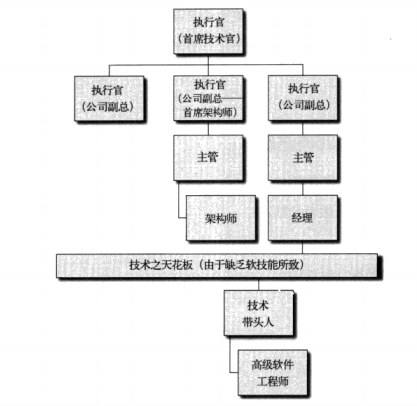 执行官
（首席技术官）
执行官
（公司副总）
执行官
（公司副总——
首席架构师）
执行官
（公司副总）
主管
主管
架构师
经理
技术之天花板（由于缺乏软技能所致）
技术
带头人
高级软件
工程师